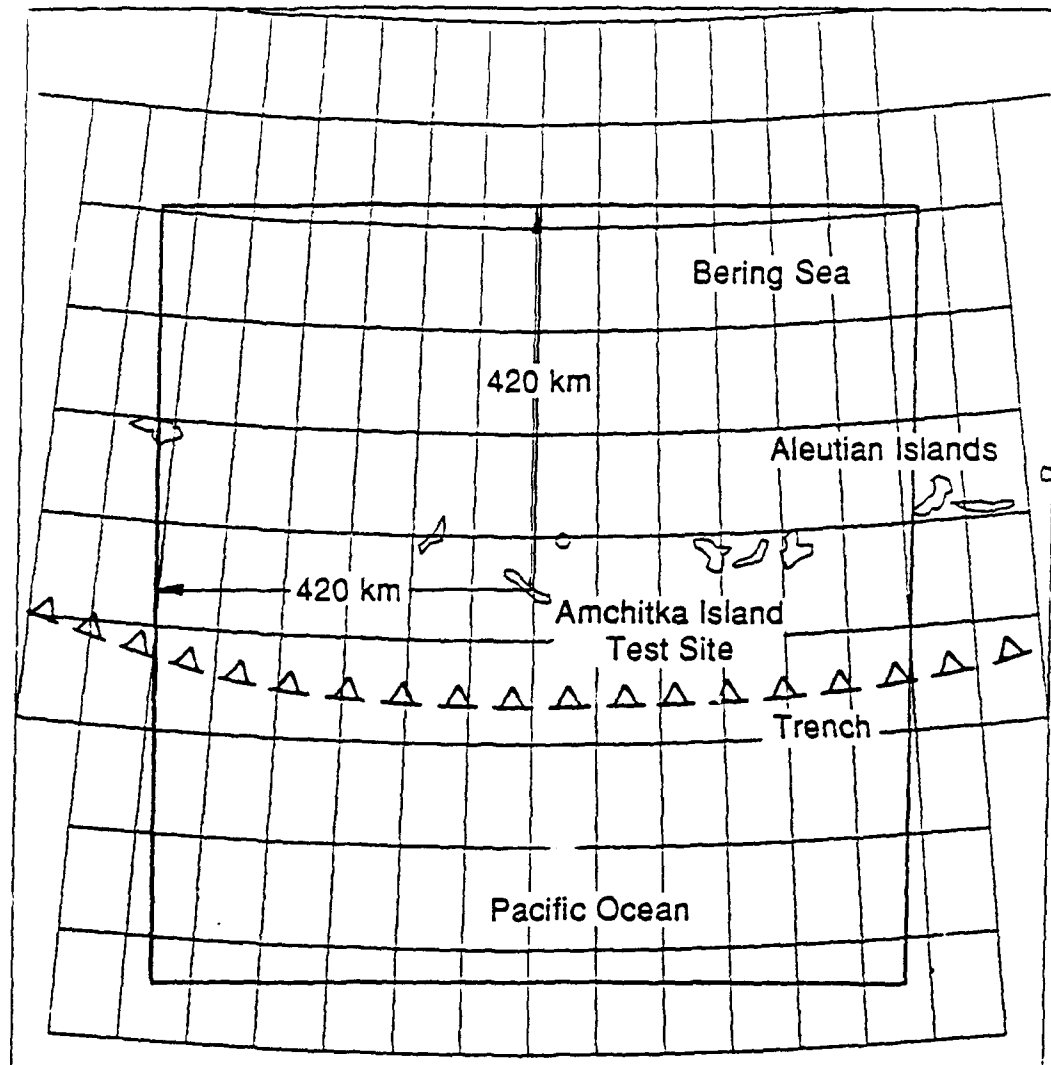 Bering Sea
420 km
Aleutian Islands
420 km
Amchitka Island
Test Site
Trench
Pacific Ocean